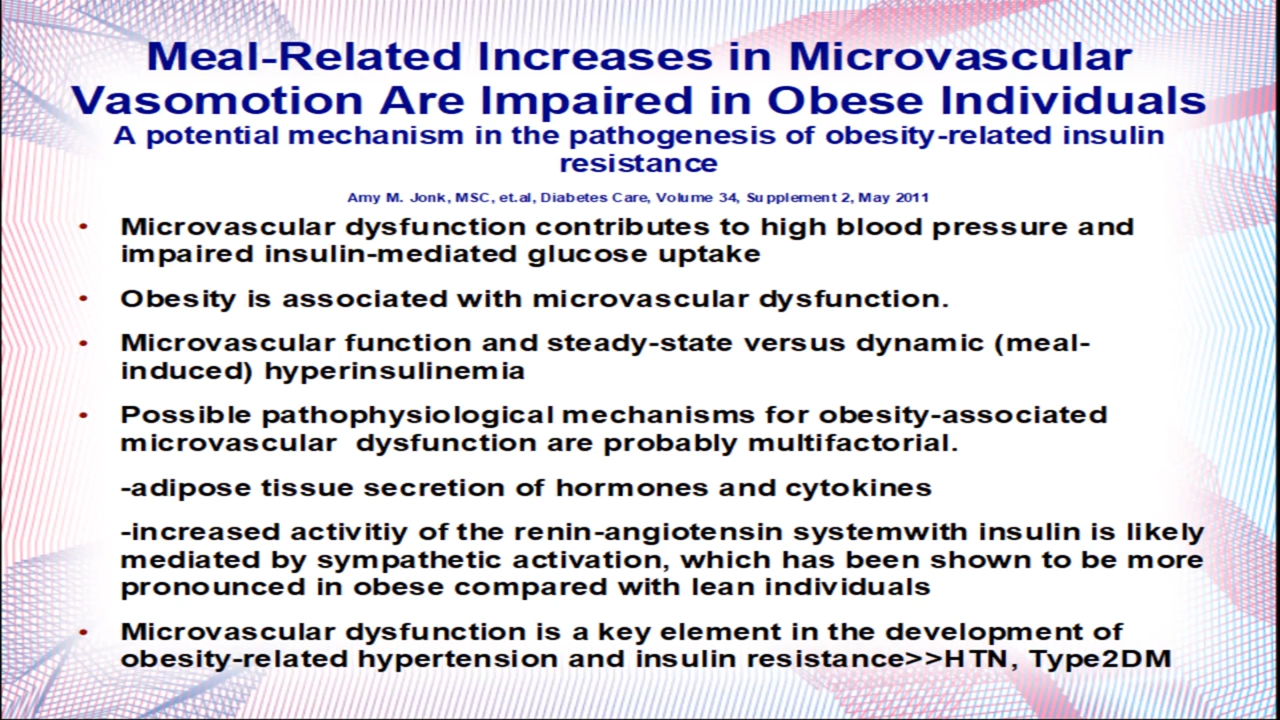 Meal-Related Increases in Microvascular
Vasomotion Are Impaired in Obese Individuals
A potential mechanism in the pathogenesis of obesity-related insulin
resistance
Amy M. Jonk, MSC, et.al, Diabetes Care, Volume 34, Supplement 2, May 2011
• Microvascular dysfunction contributes to high blood pressure and
impaired insulin-mediated glucose uptake
• Obesity is associated with microvascular dysfunction.
• Microvascular function and steady-state versus dynamic (meal-
induced) hyperinsulinemia
• Possible pathophysiological mechanisms for obesity-associated
microvascular dysfunction are probably multifactorial.
-adipose tissue secretion of hormones and cytokines
-increased activitiy of the renin-angiotensin systemwith insulin is likely
mediated by sympathetic activation, which has been shown to be more
pronounced in obese compared with lean individuals
• Microvascular dysfunction is a key element in the development of
obesity-related hypertension and insulin resistance>>HTN, Type2DM